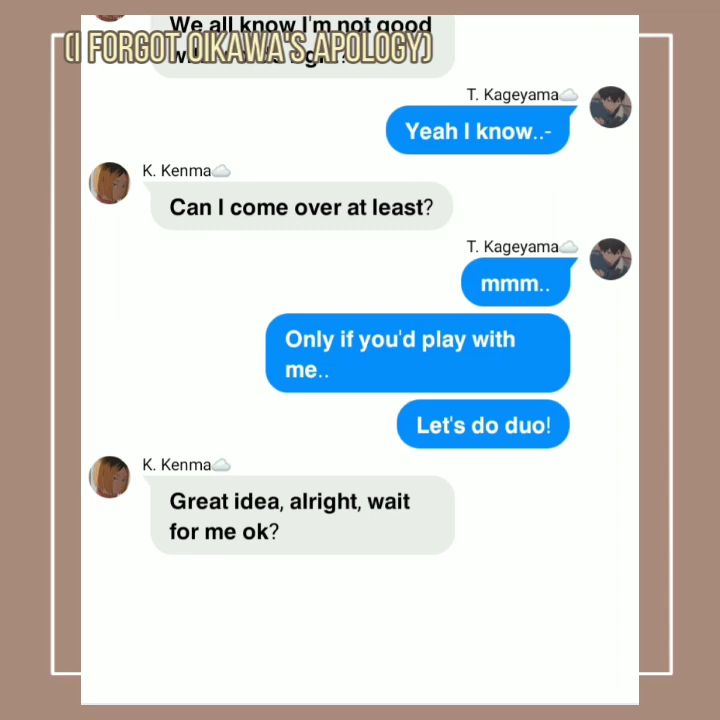 We all know I'm not good
(I FORGOT OIKAWA'S APOLOGY)
T. Kageyama☁️
Yeah I know..-
K. Kenma☁️
Can I come over at least?
T. Kageyama☁️
mmm..
Only if you'd play with
me..
Let's do duo!
K. Kenma☁️
Great idea, alright, wait
for me ok?